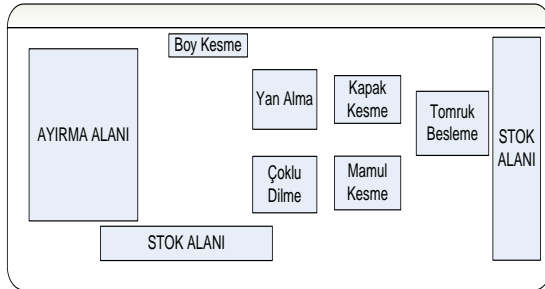 Boy Kesme
AYIRMA ALANI
Yan Alma
Kapak
Kesme
Tomruk
Besleme
STOK
ALANI
Çoklu
Dilme
Mamul
Kesme
STOK ALANI